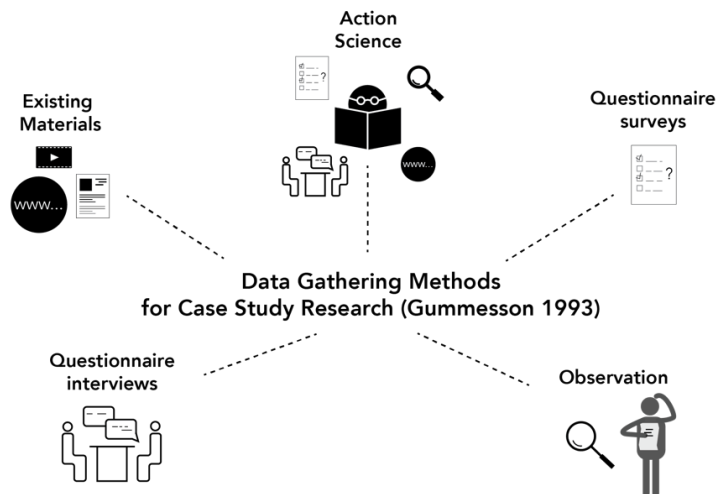 Action
Science
?
www...
Existing
Materials
www...
Questionnaire
surveys
?
Data Gathering Methods
for Case Study Research (Gummesson 1993)
Questionnaire
interviews
Observation